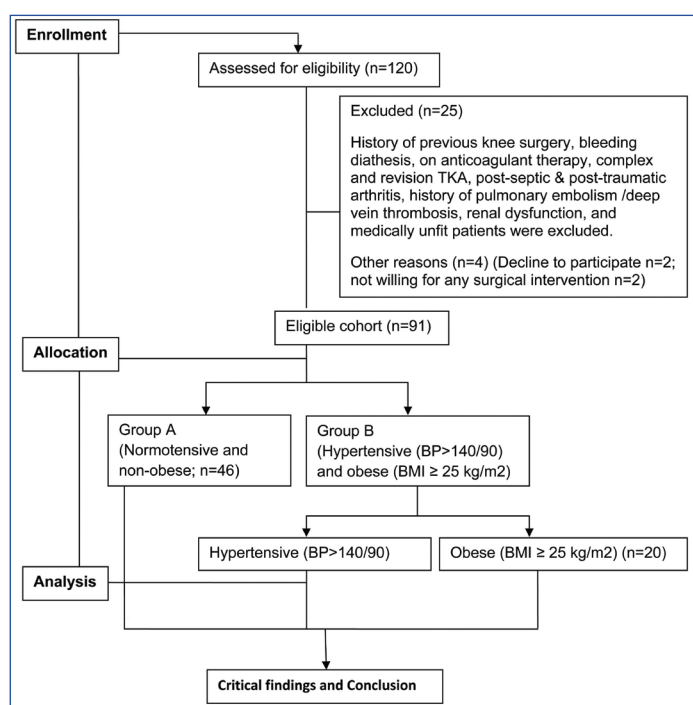 Enrollment
Assessed for eligibility (n=120)
Excluded (n=25)
History of previous knee surgery, bleeding
diathesis, on anticoagulant therapy, complex
and revision TKA, post-septic & post-traumatic
arthritis, history of pulmonary embolism /deep
vein thrombosis, renal dysfunction, and
medically unfit patients were excluded.
Other reasons (n=4) (Decline to participate n=2;
not willing for any surgical intervention n=2)
Eligible cohort (n=91)
Allocation
Group A
(Normotensive and
non-obese; n=46)
Group B
(Hypertensive (BP>140/90)
and obese (BMI ≥ 25 kg/m2)
Hypertensive (BP>140/90)
Obese (BMI ≥ 25 kg/m2) (n=20)
Analysis
Critical findings and Conclusion